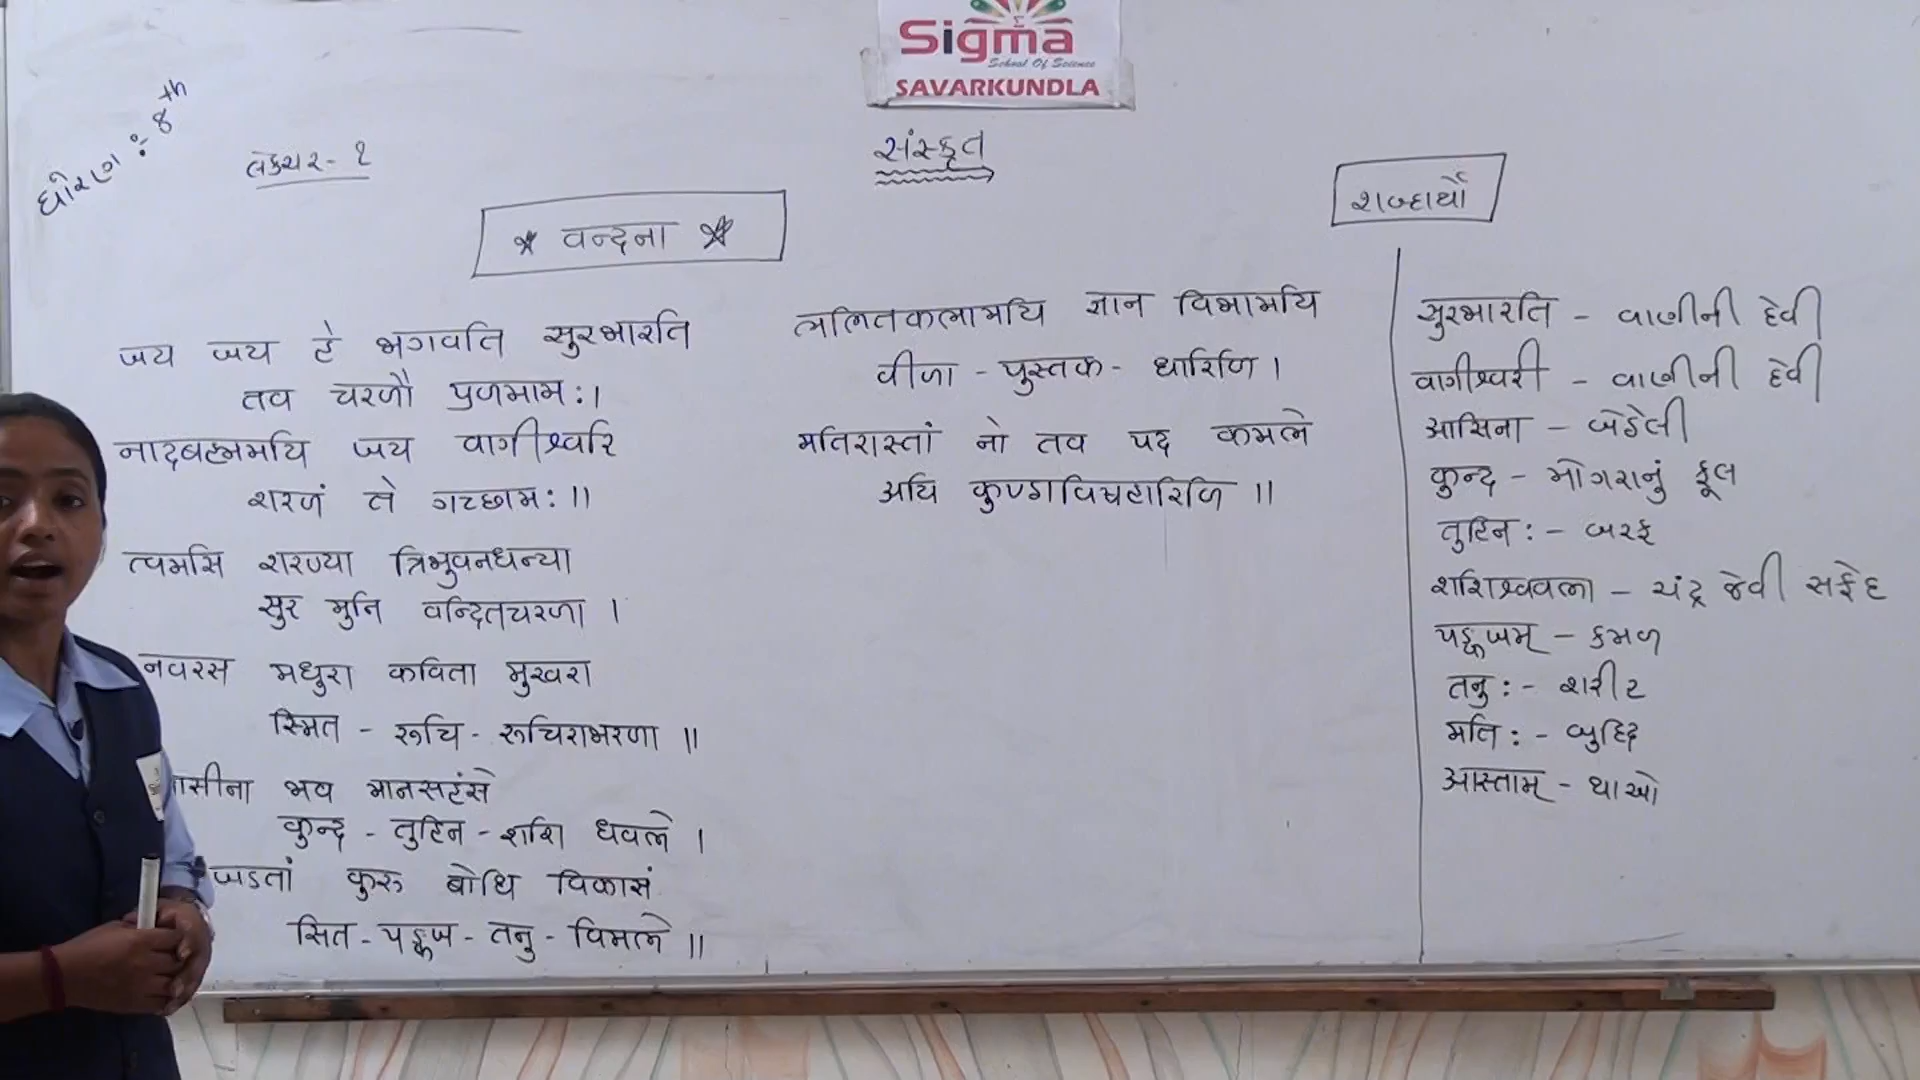 Sigma
School Of Science
SAVARKUNDLA
ધોરણ ઃ 8th
લેક્ચર - १
સંસ્કૃત
* वन्दना *
जय जय हे भगवति सुरभारति
तव चरणौ प्रणमामः।
नादब्रह्ममयि जय वागीश्वरि
शरणं ते गच्छामः॥
त्वमसि शरण्या त्रिभुवनधन्या
सुर मुनि वन्दितचरणा ।
नवरस मधुरा कविता मुखरा
स्मित - रूचि - रूचिराभरणा ॥
ासीना भव मानसहंसे
कुन्द - तुहिन - शशि धवले ।
जडतां कुरु बोधि विकासं
सित - पङ्कज - तनु - विमले ॥
ललितकलामयि ज्ञान विभामयि
वीणा - पुस्तक - धारिणि ।
मतिरास्तां नो तव पद कमले
अयि कुण्ठाविषहारिणि ॥
શબ્દાર્થો
सुरभारति - વાણીની દેવી
वागीश्वरी - વાણીની દેવી
आसिना - બેઠેલી
कुन्द - મોગરાનું ફૂલ
तुहिनः - બરફ
शशिश्ववला - ચંદ્ર જેવી સફેદ
पङ्कजम् - કમળ
तनुः - શરીર
मतिः - બુદ્ધિ
आस्ताम् - થાઓ